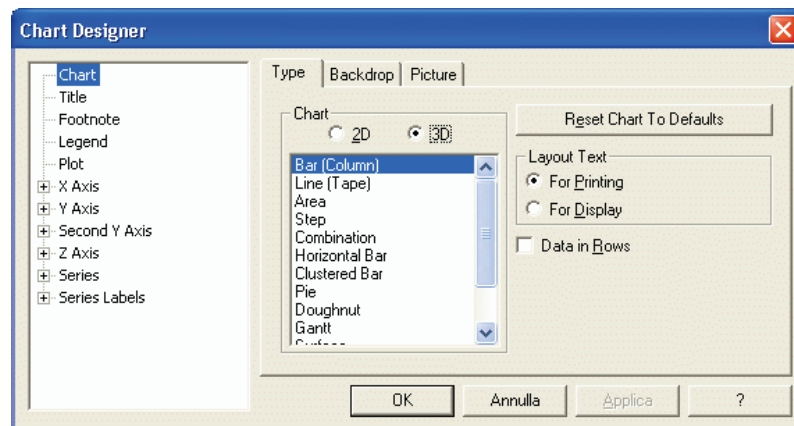 Chart Designer
Chart
Title
Footnote
Legend
Plot
X Axis
Y Axis
Second Y Axis
Z Axis
Series
Series Labels
Type Backdrop Picture
Chart
2D 3D
Bar (Column)
Line (Tape)
Area
Step
Combination
Horizontal Bar
Clustered Bar
Pie
Doughnut
Gantt
Reset Chart To Defaults
Layout Text
For Printing
For Display
Data in Rows
OK Annulla Applica ?